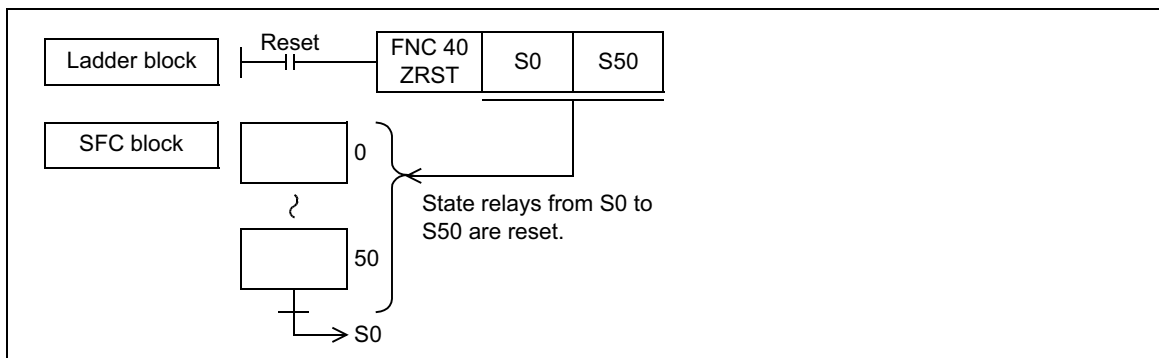 Ladder block
Reset
FNC 40
ZRST
S0
S50
SFC block
0
50
State relays from S0 to
S50 are reset.
S0